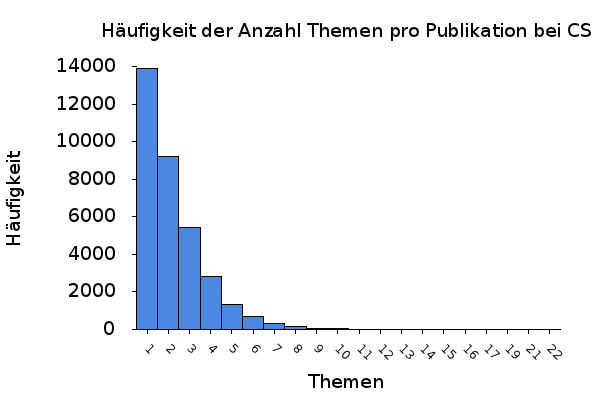 Häufigkeit der Anzahl Themen pro Publikation bei CS
14000
12000
10000
8000
6000
4000
2000
0
Häufigkeit
1 2 3 4 5 6 7 8 9 10 11 12 13 14 15 16 17 19 21 22
Themen